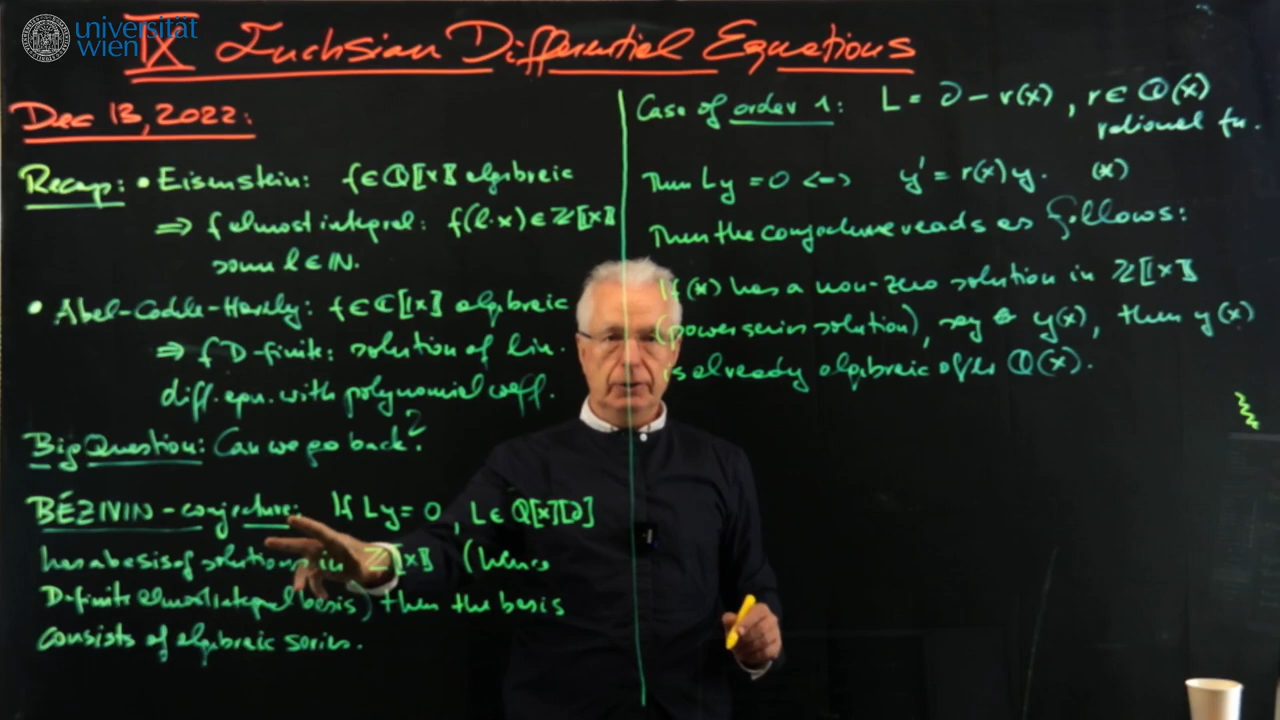 universität
wien
IX Fuchsian Differential Equations
Dec 13, 2022:
Recap: • Eisenstein: f ∈ ℚ[[x]] algebraic
⇒ f almost integral: f(l·x) ∈ ℤ[[x]]
some l ∈ ℕ.
• Abel-Cockle-Harley: f ∈ ℂ[[x]] algebraic
⇒ f D-finite: solution of lin.
diff. eqn. with polynomial coeff.
Big Question: Can we go back?
BÉZIVIN-conjecture: If Ly = 0, L ∈ ℚ[x][∂]
has a basis of solutions in ℤ[[x]] (hence
D-finite almost integral basis) then the basis
consists of algebraic series.
Case of order 1: L = ∂ - r(x), r ∈ ℚ(x)
rational fn.
Then Ly = 0 <-> y' = r(x)y. (*)
Then the conjecture reads as follows:
If (*) has a non-zero solution in ℤ[[x]]
(power series solution), say y(x), then y(x)
is already algebraic over ℚ(x).